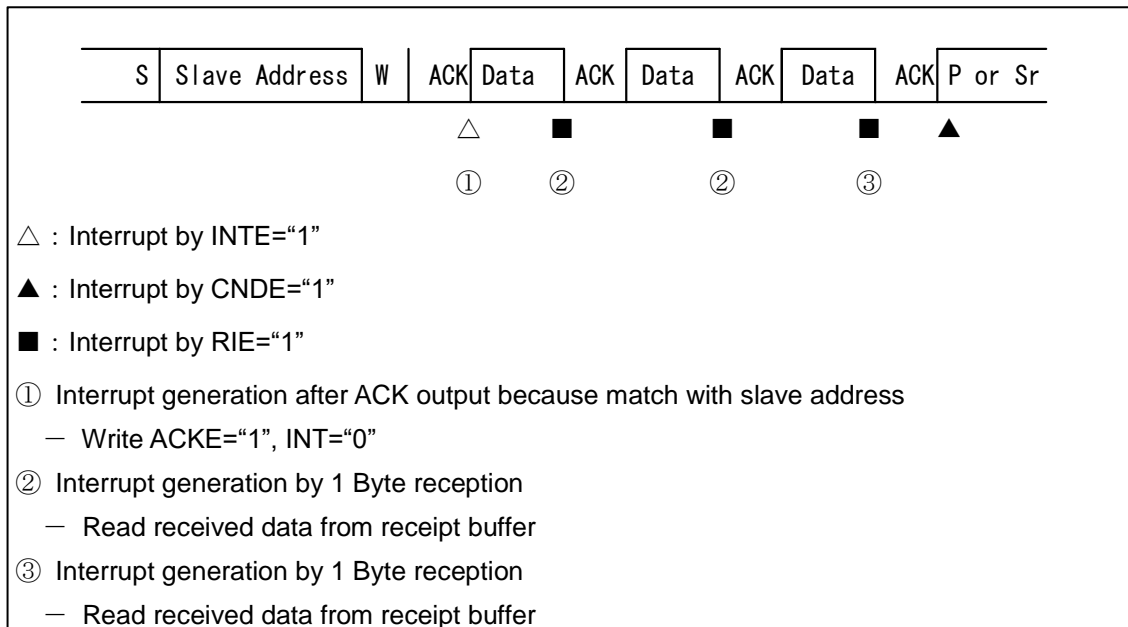 S Slave Address W ACK Data ACK Data ACK Data ACK P or Sr
△ ■ ■ ■ ▲
① ② ② ③
△ : Interrupt by INTE=“1”
▲ : Interrupt by CNDE=“1”
■ : Interrupt by RIE=“1”
① Interrupt generation after ACK output because match with slave address
－ Write ACKE=“1”, INT=“0”
② Interrupt generation by 1 Byte reception
－ Read received data from receipt buffer
③ Interrupt generation by 1 Byte reception
－ Read received data from receipt buffer